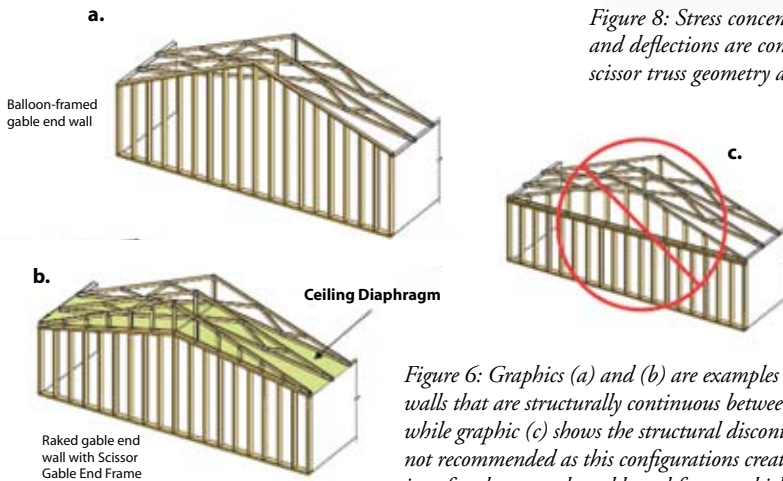 a.
Balloon-framed
gable end wall
Figure 8: Stress concen
and deflections are con
scissor truss geometry a
c.
b.
Ceiling Diaphragm
Raked gable end
wall with Scissor
Gable End Frame
Figure 6: Graphics (a) and (b) are examples
walls that are structurally continuous betwee
while graphic (c) shows the structural discont
not recommended as this configurations creat